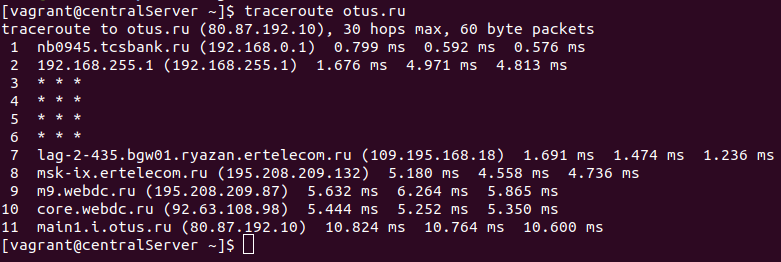 [vagrant@centralServer ~]$ traceroute otus.ru
traceroute to otus.ru (80.87.192.10), 30 hops max, 60 byte packets
 1  nb0945.tcsbank.ru (192.168.0.1)  0.799 ms  0.592 ms  0.576 ms
 2  192.168.255.1 (192.168.255.1)  1.676 ms  4.971 ms  4.813 ms
 3  * * *
 4  * * *
 5  * * *
 6  * * *
 7  lag-2-435.bgw01.ryazan.ertelecom.ru (109.195.168.18)  1.691 ms  1.474 ms  1.236 ms
 8  msk-ix.ertelecom.ru (195.208.209.132)  5.180 ms  4.558 ms  4.736 ms
 9  m9.webdc.ru (195.208.209.87)  5.632 ms  6.264 ms  5.865 ms
10  core.webdc.ru (92.63.108.98)  5.444 ms  5.252 ms  5.350 ms
11  main1.i.otus.ru (80.87.192.10)  10.824 ms  10.764 ms  10.600 ms
[vagrant@centralServer ~]$